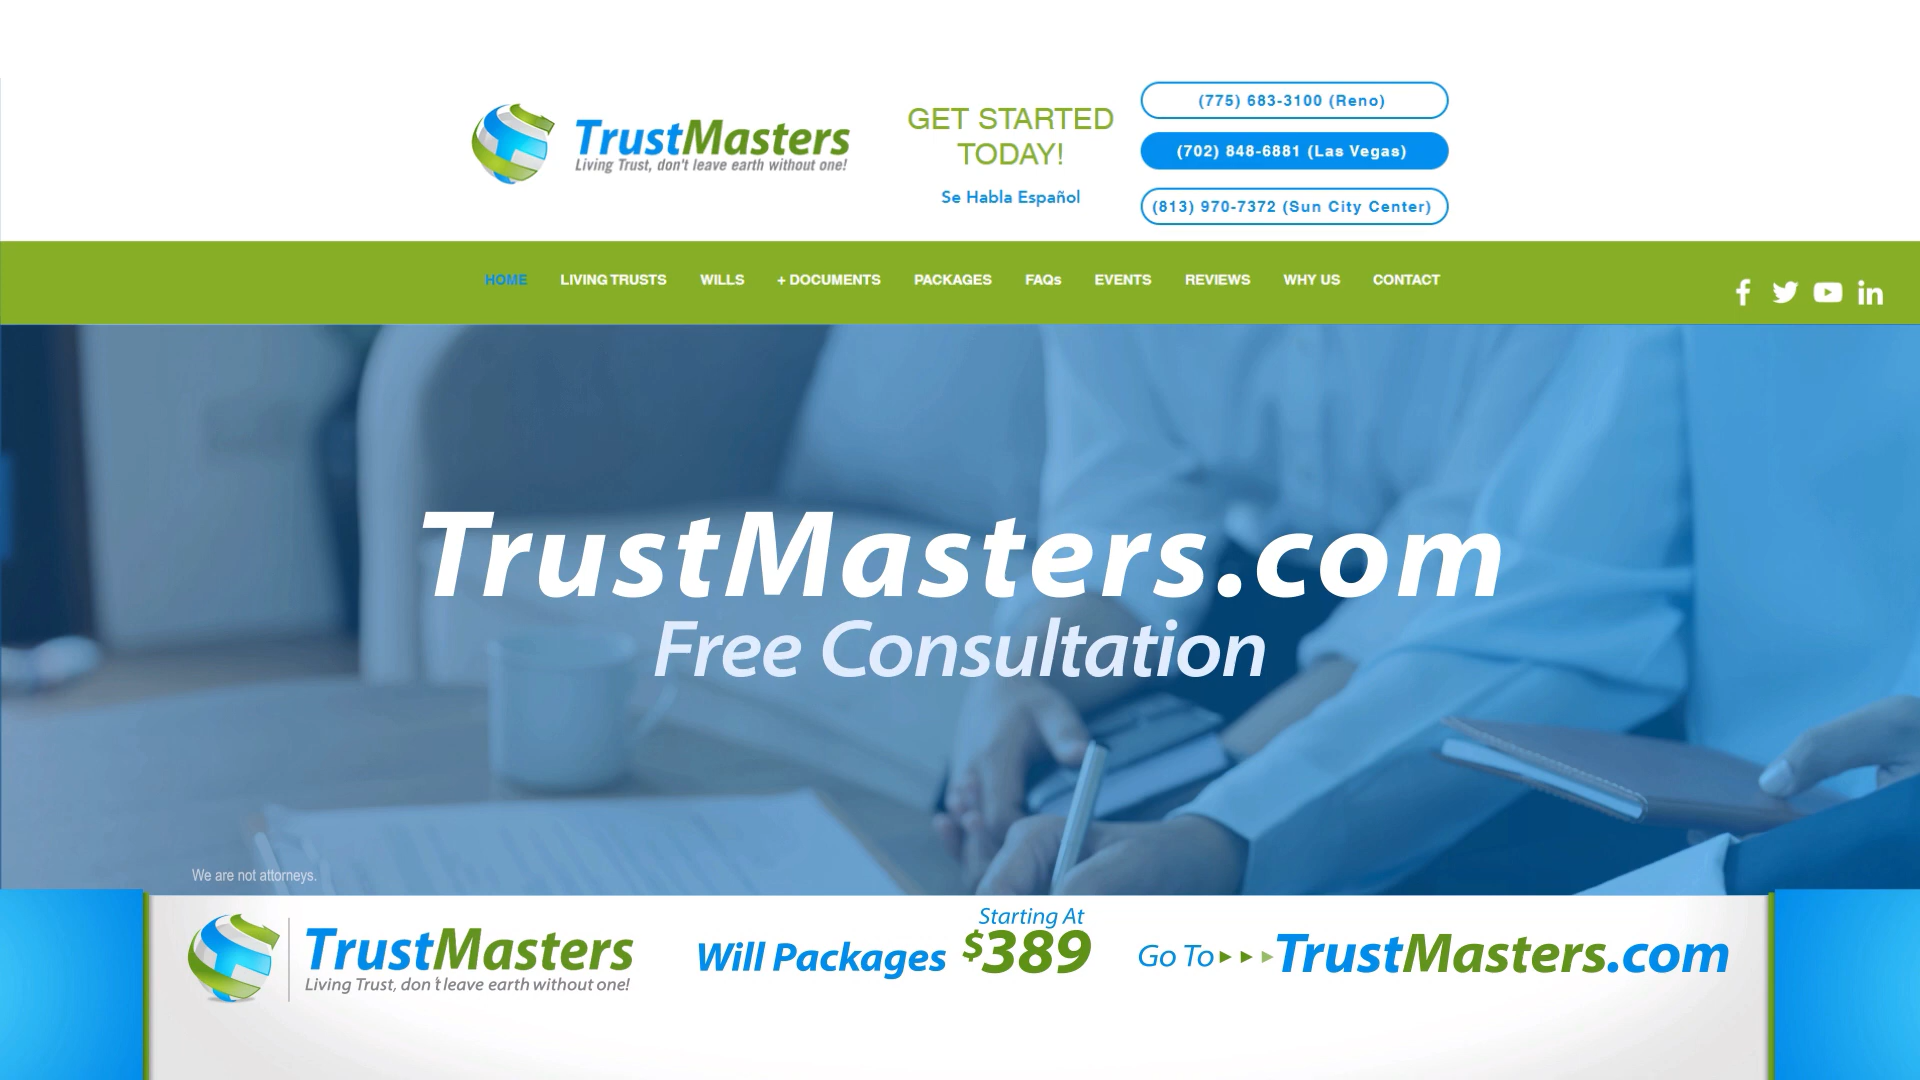 TrustMasters
Living Trust, don't leave earth without one!
GET STARTED
TODAY!
Se Habla Español
(775) 683-3100 (Reno)
(702) 848-6881 (Las Vegas)
(813) 970-7372 (Sun City Center)
HOME LIVING TRUSTS WILLS + DOCUMENTS PACKAGES FAQs EVENTS REVIEWS WHY US CONTACT
TrustMasters.com
Free Consultation
We are not attorneys.
TrustMasters
Living Trust, don't leave earth without one!
Will Packages
Starting At
$389
Go To
TrustMasters.com